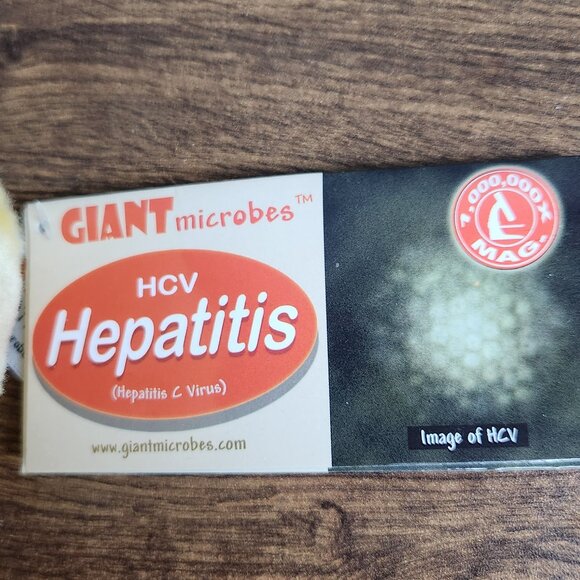 GIANTmicrobes™
HCV
Hepatitis
(Hepatitis C Virus)
www.giantmicrobes.com
1,000,000X
MAG.
Image of HCV